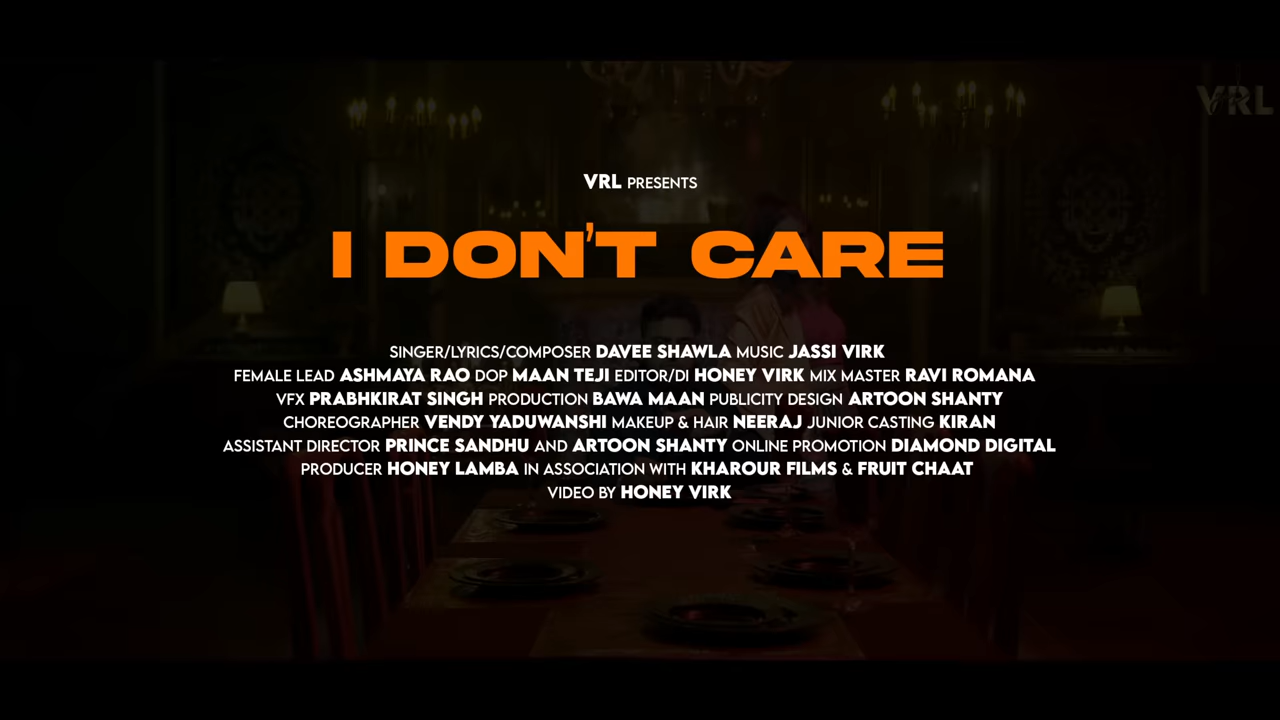 VRL
VRL PRESENTS
I DON'T CARE
SINGER/LYRICS/COMPOSER DAVEE SHAWLA MUSIC JASSI VIRK
FEMALE LEAD ASHMAYA RAO DOP MAAN TEJI EDITOR/DI HONEY VIRK MIX MASTER RAVI ROMANA
VFX PRABHKIRAT SINGH PRODUCTION BAWA MAAN PUBLICITY DESIGN ARTOON SHANTY
CHOREOGRAPHER VENDY YADUWANSHI MAKEUP & HAIR NEERAJ JUNIOR CASTING KIRAN
ASSISTANT DIRECTOR PRINCE SANDHU AND ARTOON SHANTY ONLINE PROMOTION DIAMOND DIGITAL
PRODUCER HONEY LAMBA IN ASSOCIATION WITH KHAROUR FILMS & FRUIT CHAAT
VIDEO BY HONEY VIRK